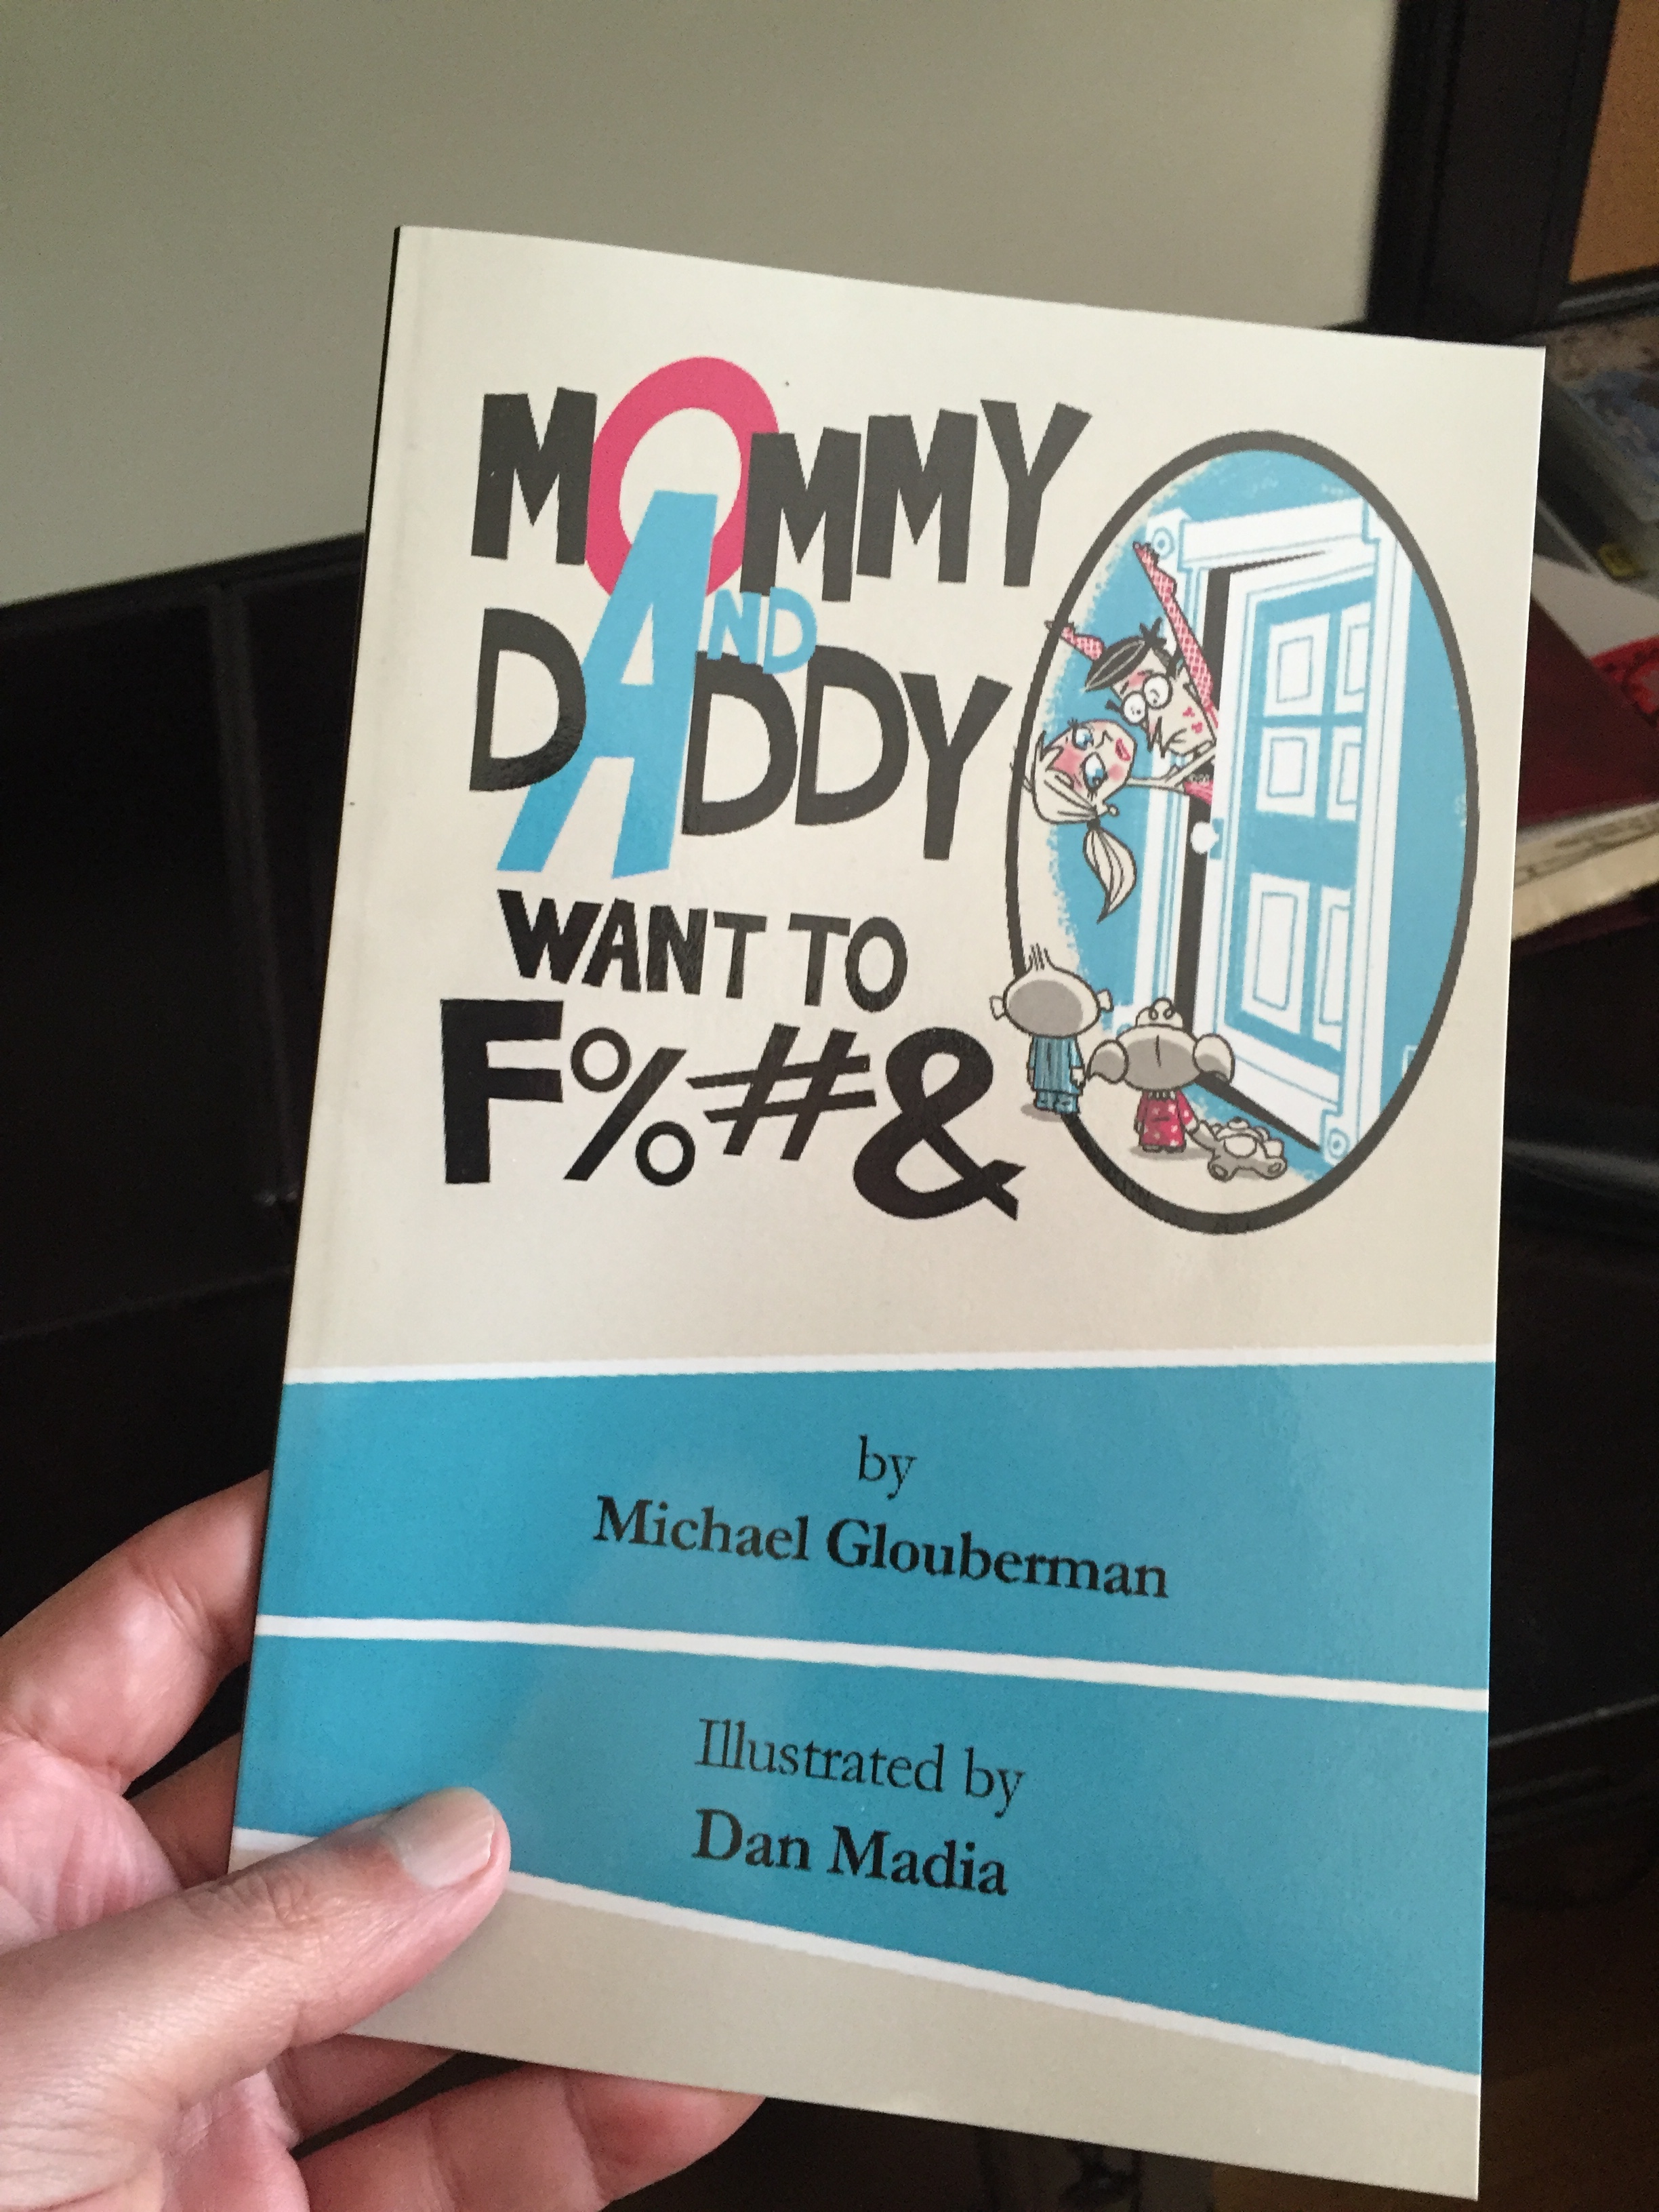 MOMMY
AND
DADDY
WANT TO
F%#&
by
Michael Glouberman
Illustrated by
Dan Madia